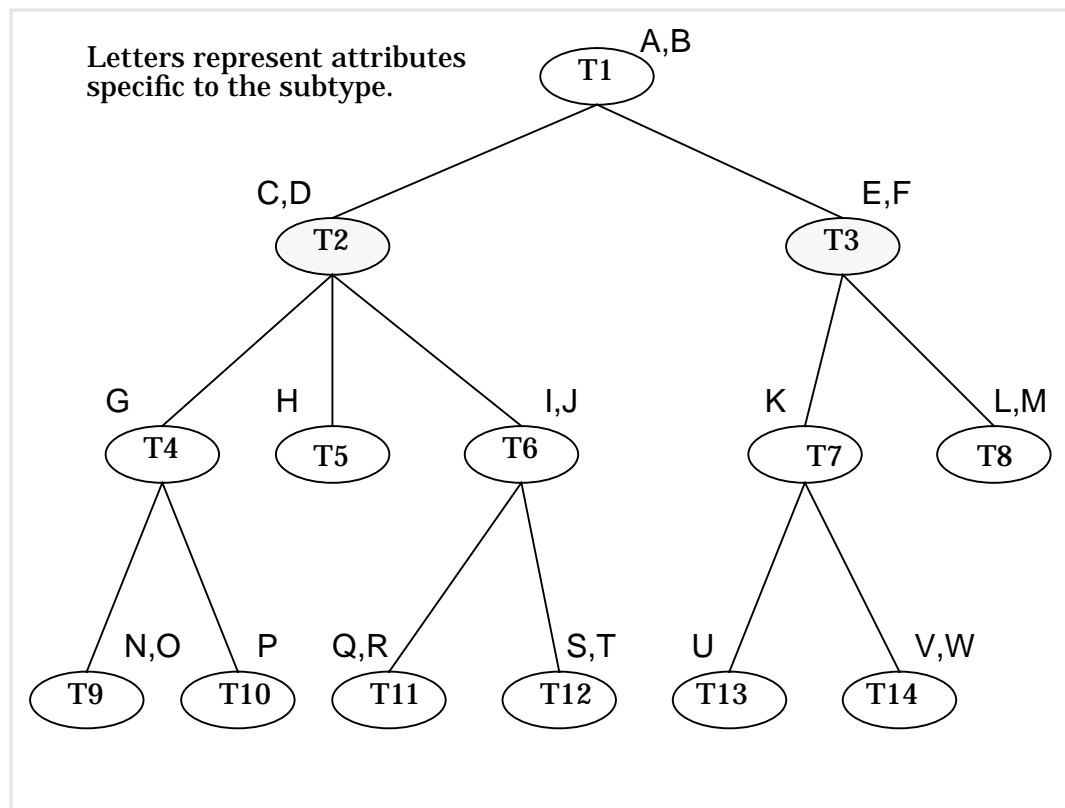 Letters represent attributes
specific to the subtype.
A,B
T1
C,D
E,F
T2
T3
G
H
I,J
K
L,M
T4
T5
T6
T7
T8
N,O
P
Q,R
S,T
U
V,W
T9
T10
T11
T12
T13
T14